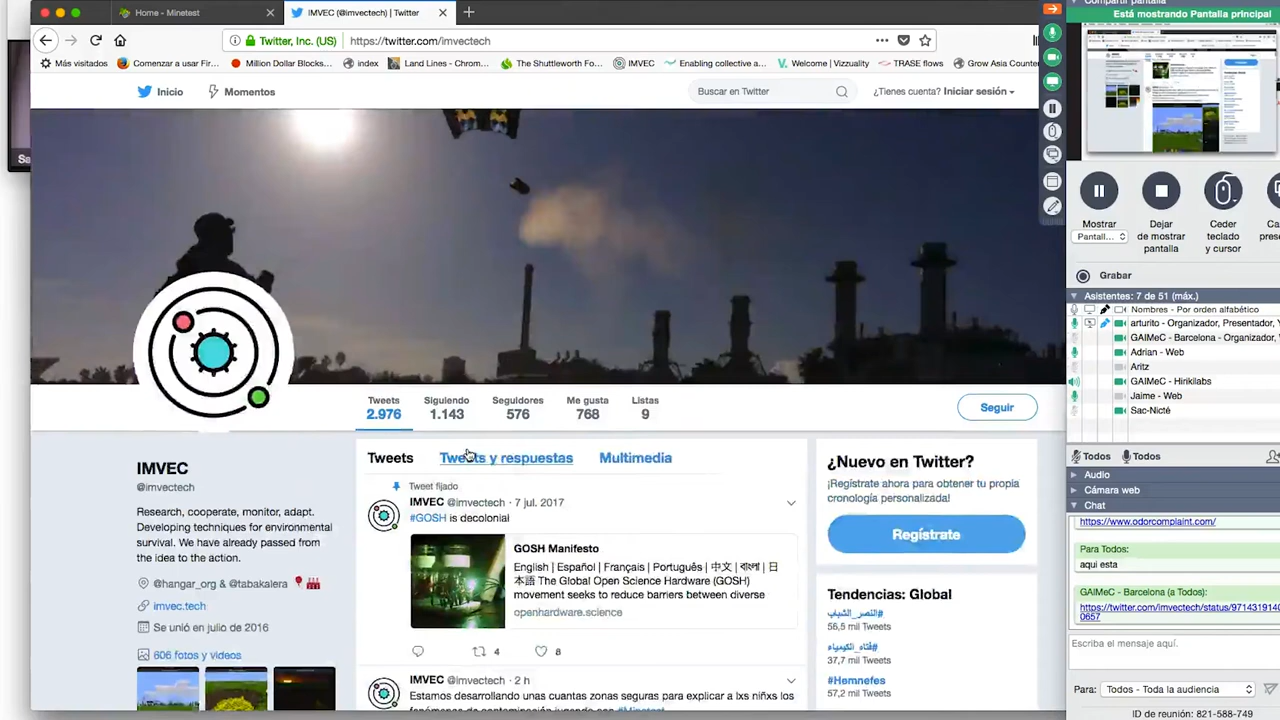 Home - Minetest
IMVEC (@imvectech) | Twitter
Twitter, Inc. (US)
Más visitados
Comenzar a usar Fir...
Million Dollar Blocks...
index
Enabling collective a...
The Shuttleworth Fo...
IMVEC
Welcome | Vizzuality
TRASE flows
Grow Asia Counte
Inicio
Momentos
Buscar en Twitter
¿Tienes cuenta? Iniciar sesión
Tweets
2.976
Siguiendo
1.143
Seguidores
576
Me gusta
768
Listas
9
Seguir
IMVEC
@imvectech
Research, cooperate, monitor, adapt.
Developing techniques for environmental
survival. We have already passed from
the idea to the action.
@hangar_org & @tabakalera
imvec.tech
Se unió en julio de 2016
606 fotos y videos
Tweets
Tweets y respuestas
Multimedia
Tweet fijado
IMVEC @imvectech · 7 jul. 2017
#GOSH is decolonial
GOSH Manifesto
English | Español | Français | Português | 中文 | বাংলা | 日
本語 The Global Open Science Hardware (GOSH)
movement seeks to reduce barriers between diverse
openhardware.science
4
8
IMVEC @imvectech · 2 h
Estamos desarrollando unas cuantas zonas seguras para explicar a lxs niñxs los
¿Nuevo en Twitter?
¡Regístrate ahora para obtener tu propia
cronología personalizada!
Regístrate
Tendencias: Global
#النصر_الشباب
56,5 mil Tweets
37,7 mil Tweets
#Hemnefes
57,2 mil Tweets
Compartir pantalla
Está mostrando Pantalla principal
Mostrar
Pantall...
Dejar
de mostrar
pantalla
Ceder
teclado
y cursor
Grabar
Asistentes: 7 de 51 (máx.)
Nombres - Por orden alfabético
arturito - Organizador, Presentador,
GAIMeC - Barcelona - Organizador,
Adrian - Web
Aritz
GAIMeC - Hirikilabs
Jaime - Web
Sac-Nicté
Todos
Todos
Audio
Cámara web
Chat
https://www.odorcomplaint.com/
Para Todos:
aqui esta
GAIMeC - Barcelona (a Todos):
https://twitter.com/imvectech/status/971431914
0657
Escriba el mensaje aquí.
Para: Todos - Toda la audiencia
ID de reunión: 821-588-749